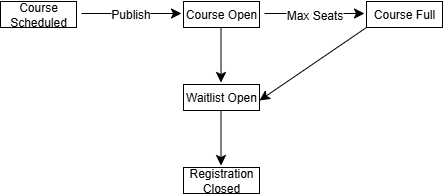 Course
Scheduled
Publish
Course Open
Max Seats
Course Full
Waitlist Open
Registration
Closed